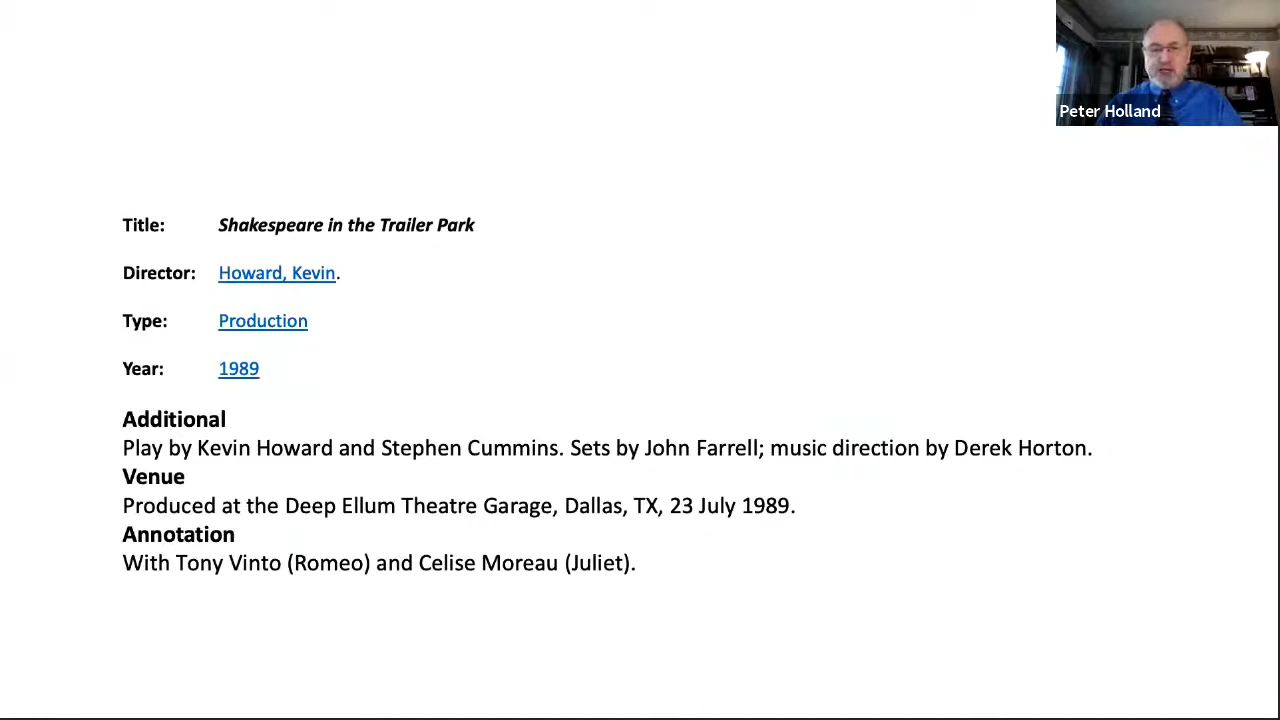 Peter Holland
Title: Shakespeare in the Trailer Park
Director: Howard, Kevin.
Type: Production
Year: 1989
Additional
Play by Kevin Howard and Stephen Cummins. Sets by John Farrell; music direction by Derek Horton.
Venue
Produced at the Deep Ellum Theatre Garage, Dallas, TX, 23 July 1989.
Annotation
With Tony Vinto (Romeo) and Celise Moreau (Juliet).